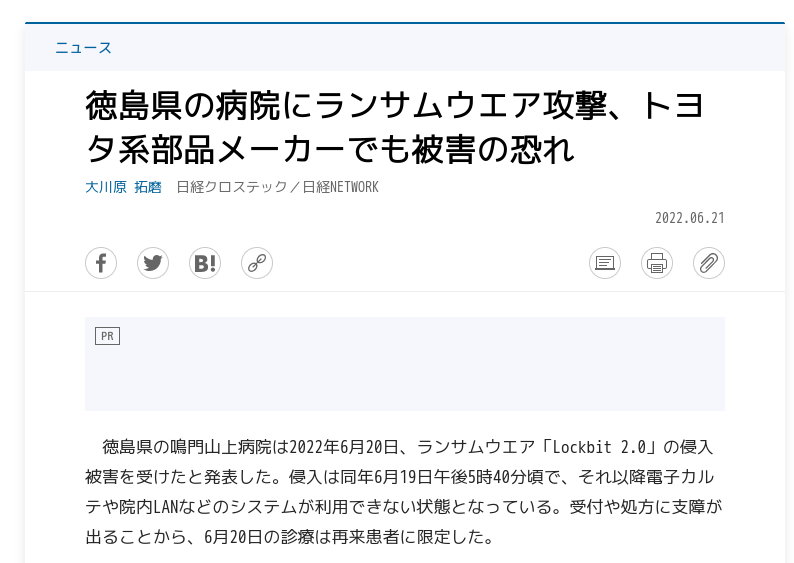 ニュース
徳島県の病院にランサムウエア攻撃、トヨ
タ系部品メーカーでも被害の恐れ
大川原 拓磨　日経クロステック／日経NETWORK
2022.06.21
B!
PR
徳島県の鳴門山上病院は2022年6月20日、ランサムウエア「Lockbit 2.0」の侵入
被害を受けたと発表した。侵入は同年6月19日午後5時40分頃で、それ以降電子カル
テや院内LANなどのシステムが利用できない状態となっている。受付や処方に支障が
出ることから、6月20日の診療は再来患者に限定した。